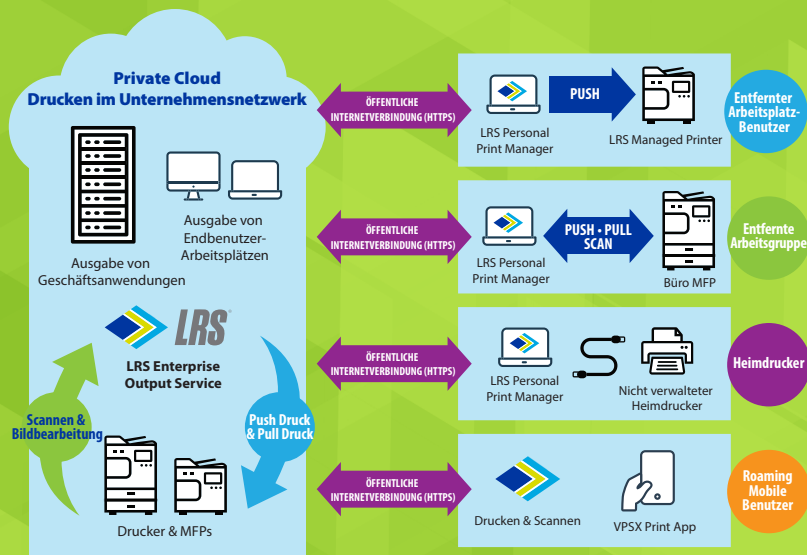 Private Cloud
Drucken im Unternehmensnetzwerk
Ausgabe von
Geschäftsanwendungen
Ausgabe von
Endbenutzer-
Arbeitsplätzen
LRS®
LRS Enterprise
Output Service
Scannen &
Bildbearbeitung
Push Druck
& Pull Druck
Drucker & MFPs
ÖFFENTLICHE
INTERNETVERBINDUNG (HTTPS)
LRS Personal
Print Manager
PUSH
LRS Managed Printer
Entfernter
Arbeitsplatz-
Benutzer
ÖFFENTLICHE
INTERNETVERBINDUNG (HTTPS)
LRS Personal
Print Manager
PUSH • PULL
SCAN
Büro MFP
Entfernte
Arbeitsgruppe
ÖFFENTLICHE
INTERNETVERBINDUNG (HTTPS)
LRS Personal
Print Manager
Nicht verwalteter
Heimdrucker
Heimdrucker
ÖFFENTLICHE
INTERNETVERBINDUNG (HTTPS)
Drucken & Scannen
VPSX Print App
Roaming
Mobile
Benutzer